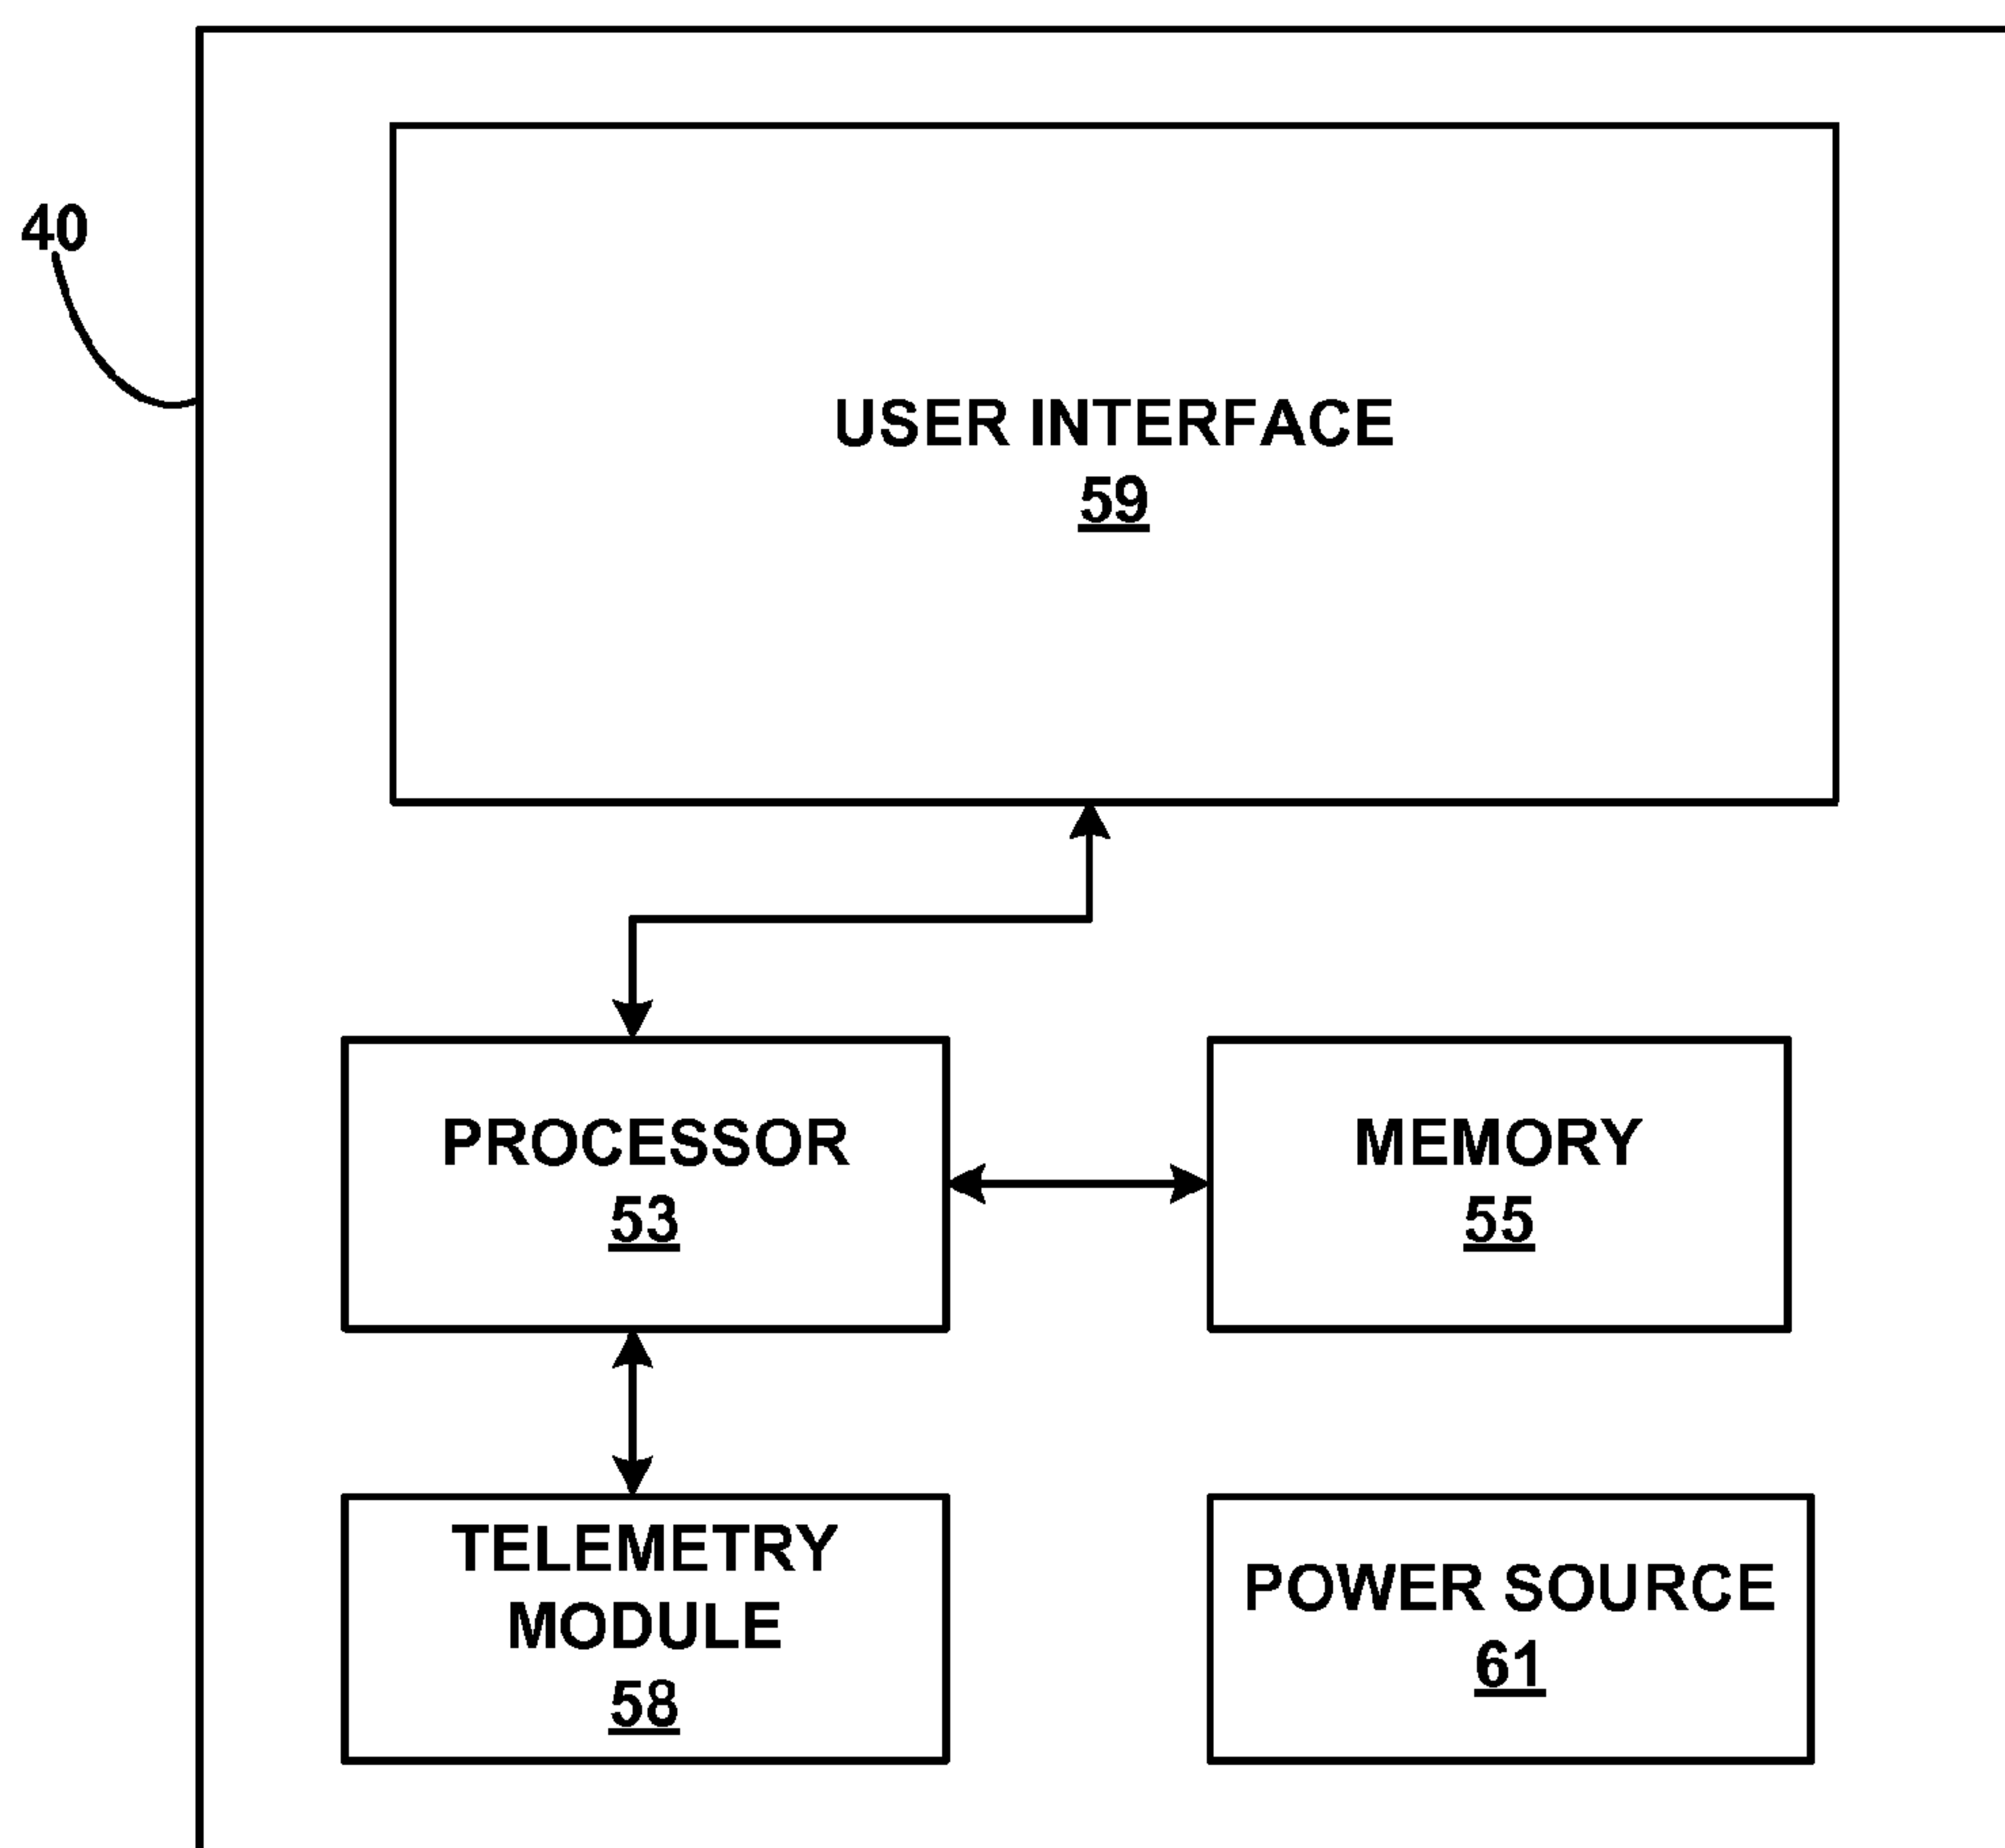 40
USER INTERFACE
59
PROCESSOR
53
MEMORY
55
TELEMETRY
MODULE
58
POWER SOURCE
61